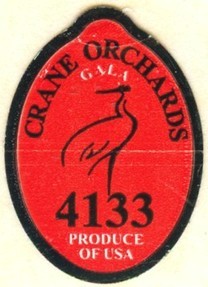 CRANE ORCHARDS
GALA
4133
PRODUCE
OF USA